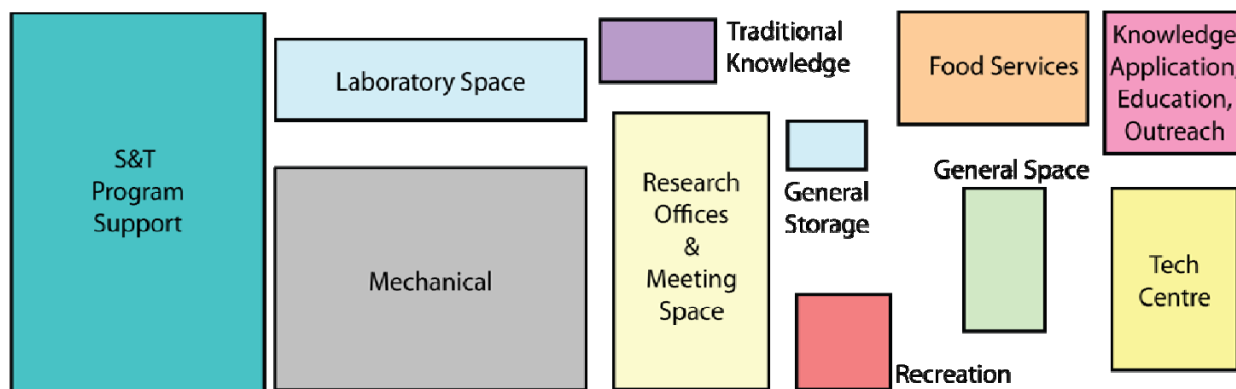 S&T
Program
Support
Laboratory Space
Mechanical
Traditional
Knowledge
Research
Offices
&
Meeting
Space
General
Storage
Recreation
Food Services
General Space
Knowledge
Application,
Education,
Outreach
Tech
Centre